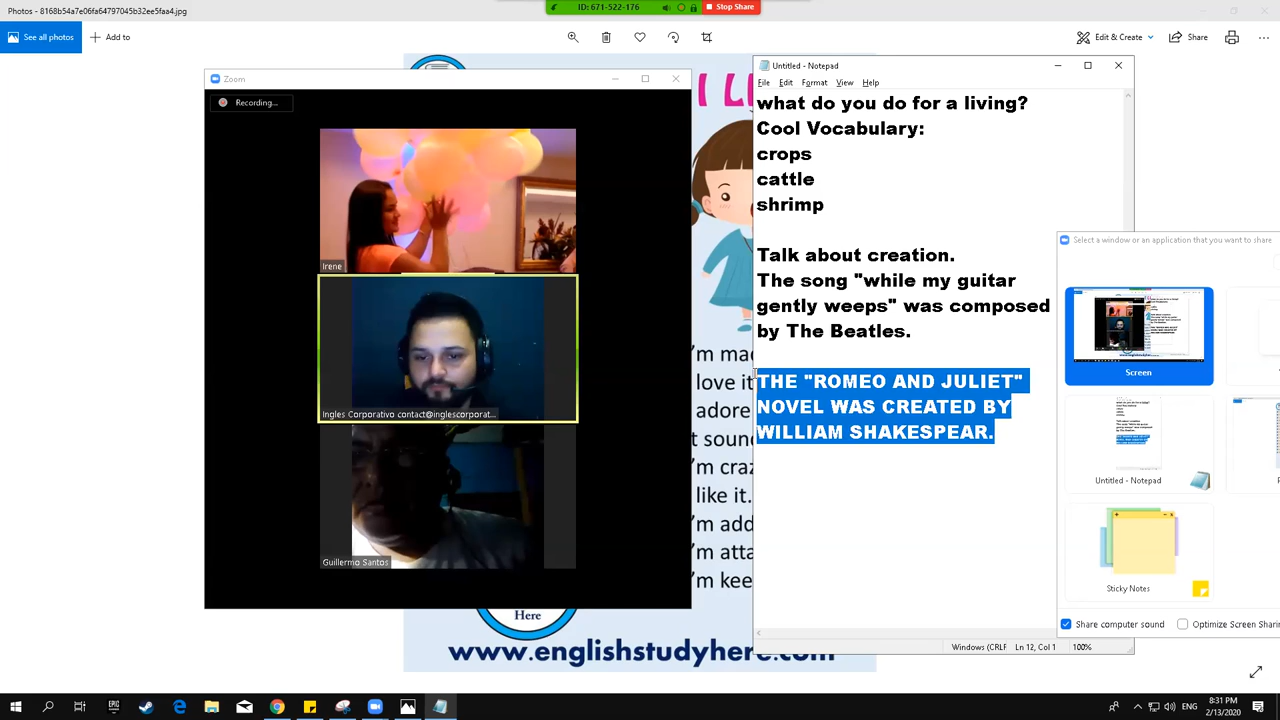 Photos - 8168b54a7e06fa64797045b32ee5faa4.jpg
ID: 671-522-176
Stop Share
See all photos
Add to
Edit & Create
Share
Zoom
Recording...
Irene
Ingles Corporativo contact@inglescorporat...
Guillermo Santos
Untitled - Notepad
File Edit Format View Help
what do you do for a living?
Cool Vocabulary:
crops
cattle
shrimp
Talk about creation.
The song "while my guitar
gently weeps" was composed
by The Beatles.
THE "ROMEO AND JULIET"
NOVEL WAS CREATED BY
WILLIAM SHAKESPEAR.
Windows (CRLF
Ln 12, Col 1
100%
Select a window or an application that you want to share
Screen
Untitled - Notepad
Sticky Notes
Share computer sound
Optimize Screen Shari
I'm mad
love it
adore
t sound
'm craz
like it.
'm add
'm atta
'm kee
Here
www.englishstudyhere.com
ENG
8:31 PM
2/13/2020